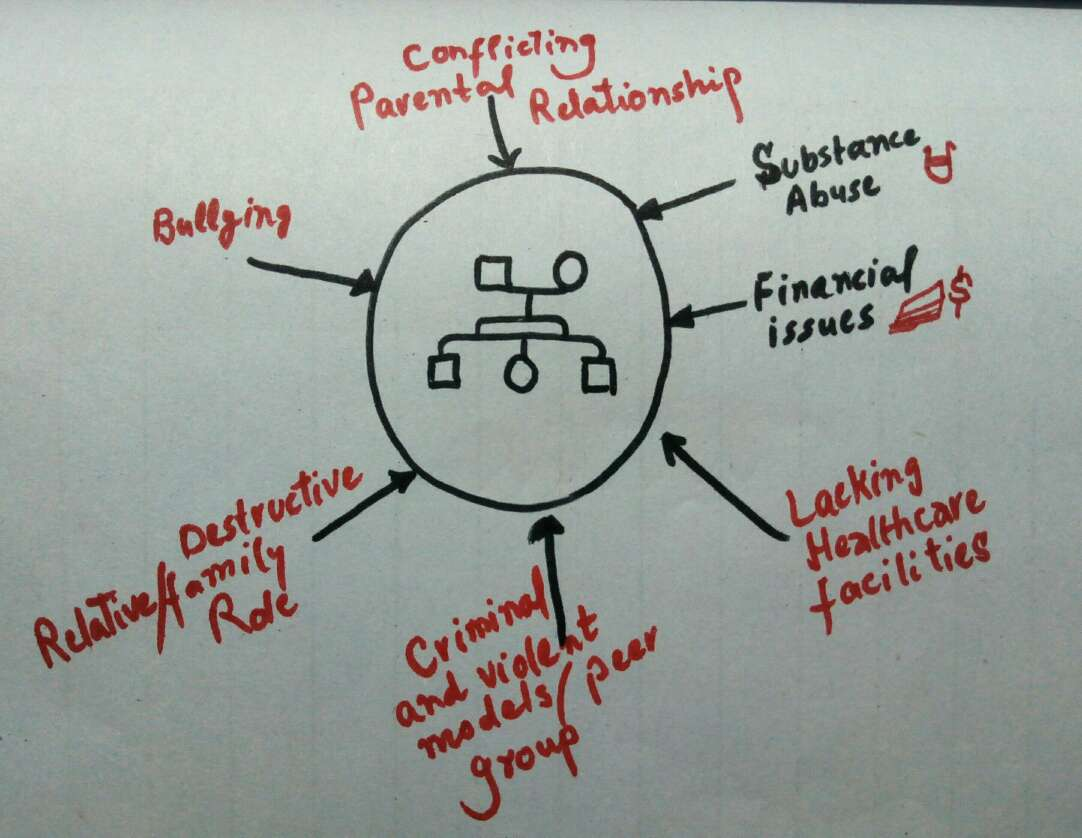 Conflicting
Parental Relationship
Substance
Abuse
Bullying
Financial
issues $
Destructive
Relative/family
Role
Lacking
Healthcare
facilities
Criminal
and violent
models/peer
group